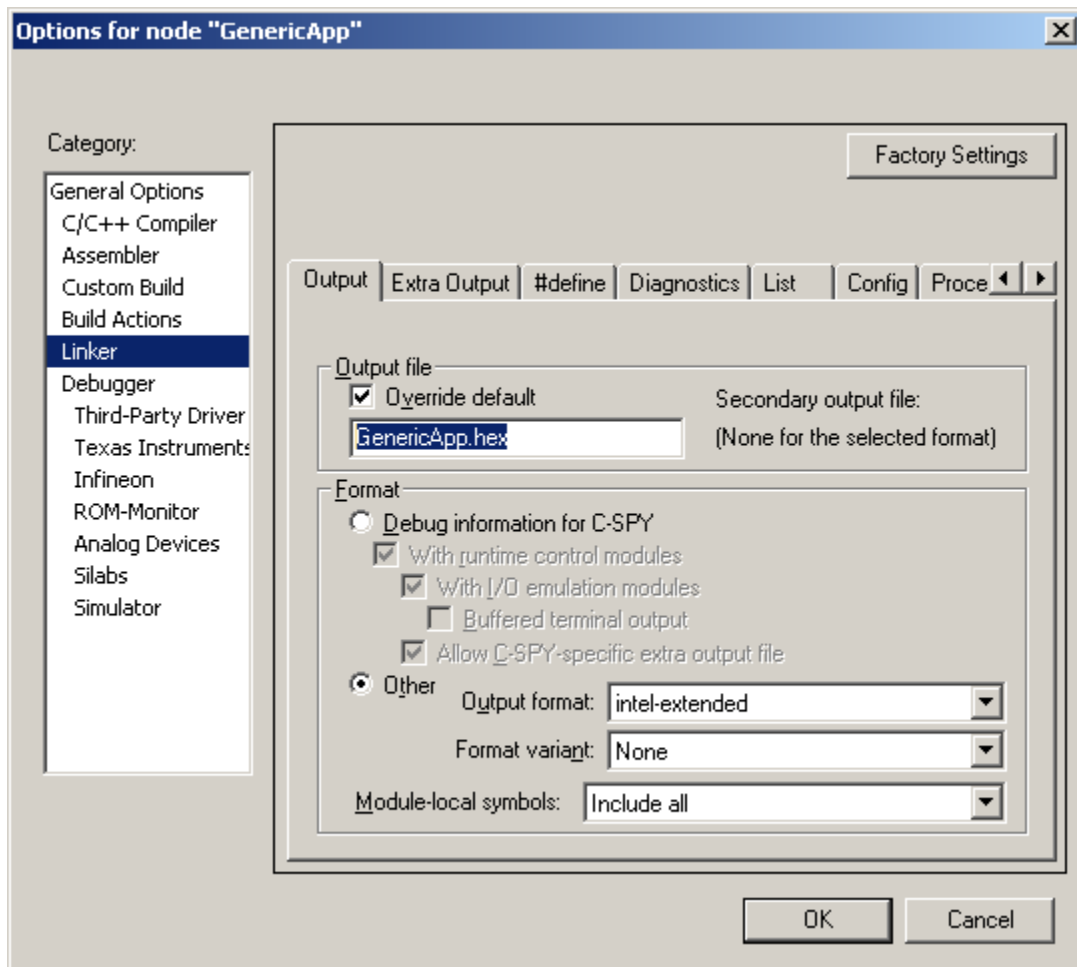 Options for node "GenericApp"
Category:
Factory Settings
General Options
C/C++ Compiler
Assembler
Custom Build
Build Actions
Linker
Debugger
Third-Party Driver
Texas Instruments
Infineon
ROM-Monitor
Analog Devices
Silabs
Simulator
Output Extra Output #define Diagnostics List Config Proce
Output file
Override default
Secondary output file:
GenericApp.hex
(None for the selected format)
Format
Debug information for C-SPY
With runtime control modules
With I/O emulation modules
Buffered terminal output
Allow C-SPY-specific extra output file
Other
Output format: intel-extended
Format variant: None
Module-local symbols: Include all
OK Cancel